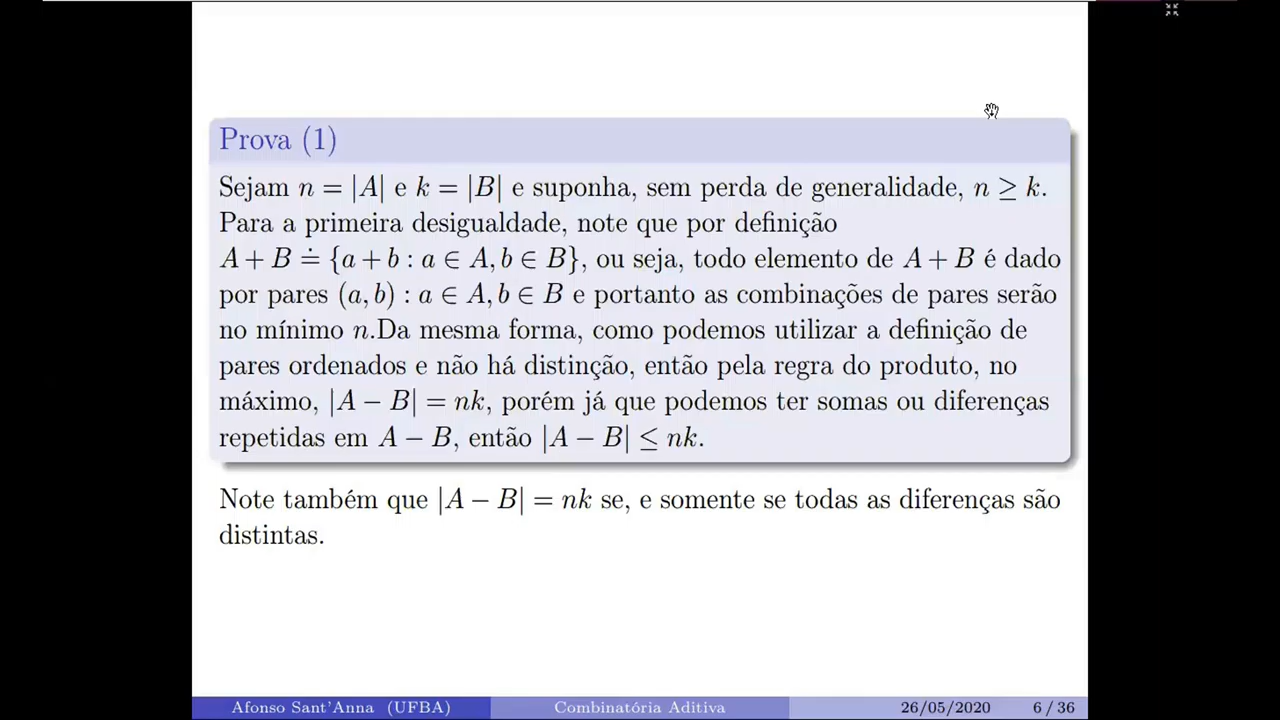 Prova (1)
Sejam n = |A| e k = |B| e suponha, sem perda de generalidade, n ≥ k.
Para a primeira desigualdade, note que por definição
A + B ≐ {a + b : a ∈ A, b ∈ B}, ou seja, todo elemento de A + B é dado
por pares (a, b) : a ∈ A, b ∈ B e portanto as combinações de pares serão
no mínimo n.Da mesma forma, como podemos utilizar a definição de
pares ordenados e não há distinção, então pela regra do produto, no
máximo, |A − B| = nk, porém já que podemos ter somas ou diferenças
repetidas em A − B, então |A − B| ≤ nk.
Note também que |A − B| = nk se, e somente se todas as diferenças são
distintas.
Afonso Sant'Anna (UFBA) Combinatória Aditiva 26/05/2020 6 / 36